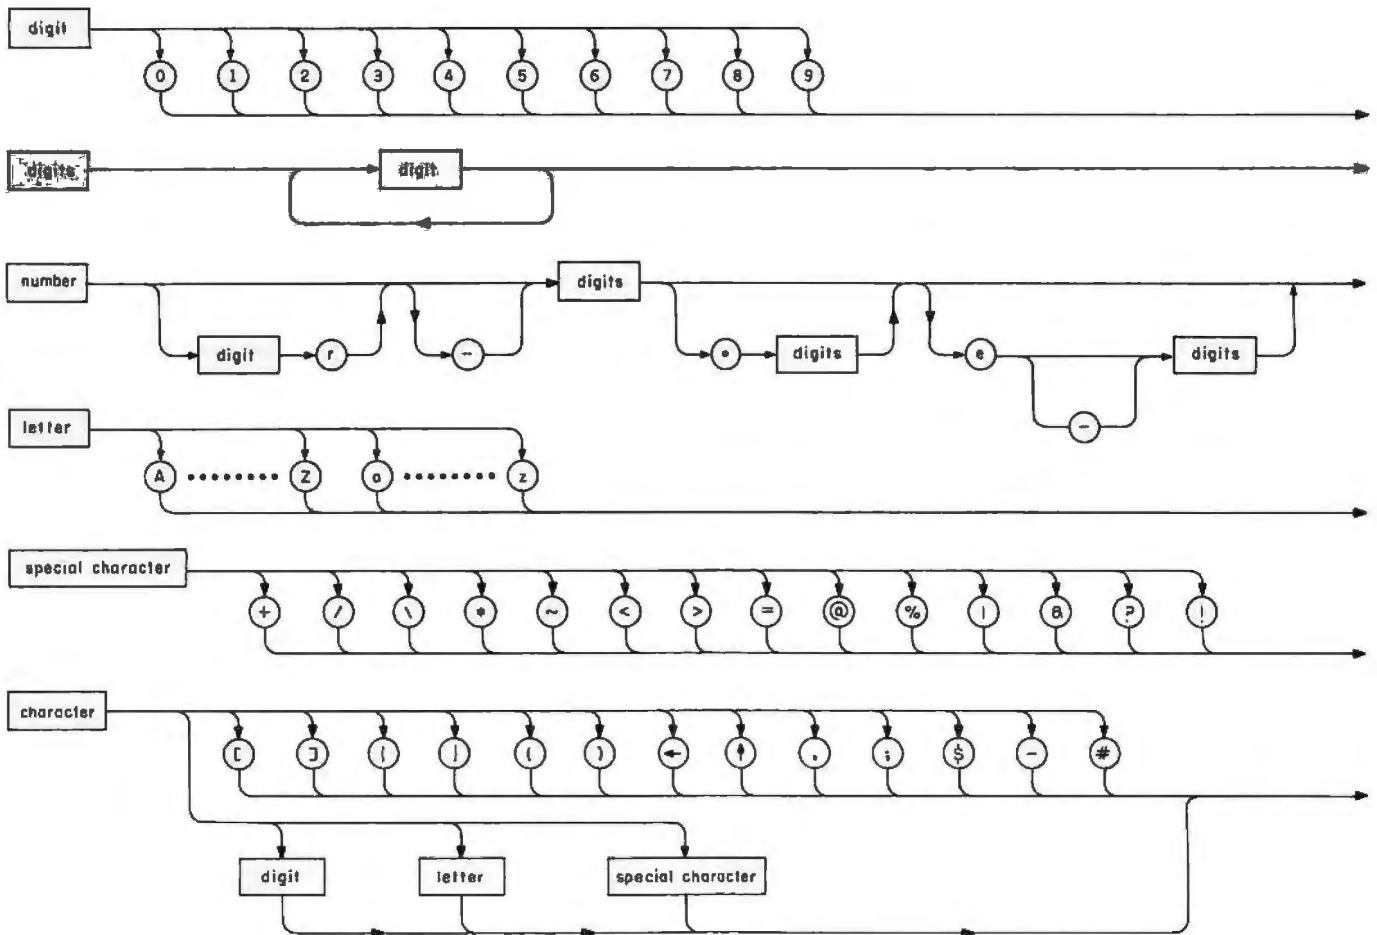 digit
0 1 2 3 4 5 6 7 8 9
digits digit
number digits
digit r - • digits e - digits
letter
A ........ Z a ........ z
special character
+ / \ * ~ < > = @ % | & ? !
character
[ ] { } ( ) ← ↑ , ; $ - #
digit letter special character